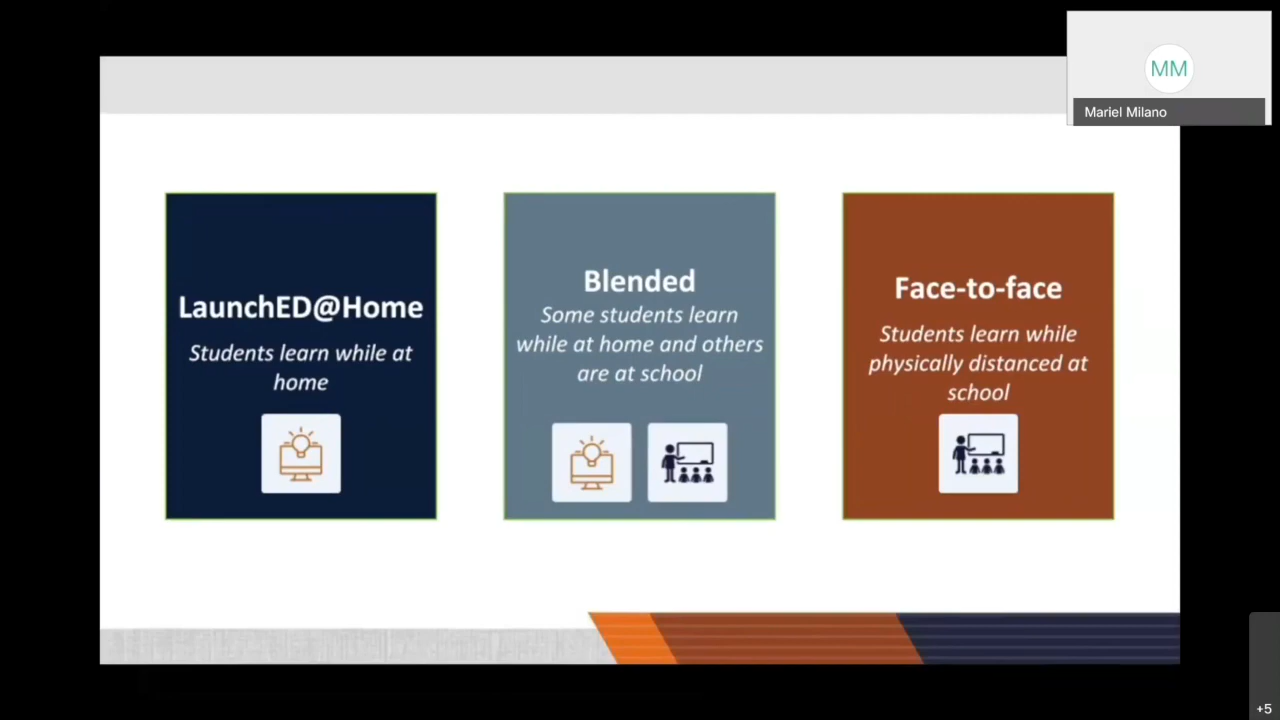 MM
Mariel Milano
LaunchED@Home
Students learn while at
home
Blended
Some students learn
while at home and others
are at school
Face-to-face
Students learn while
physically distanced at
school
+5